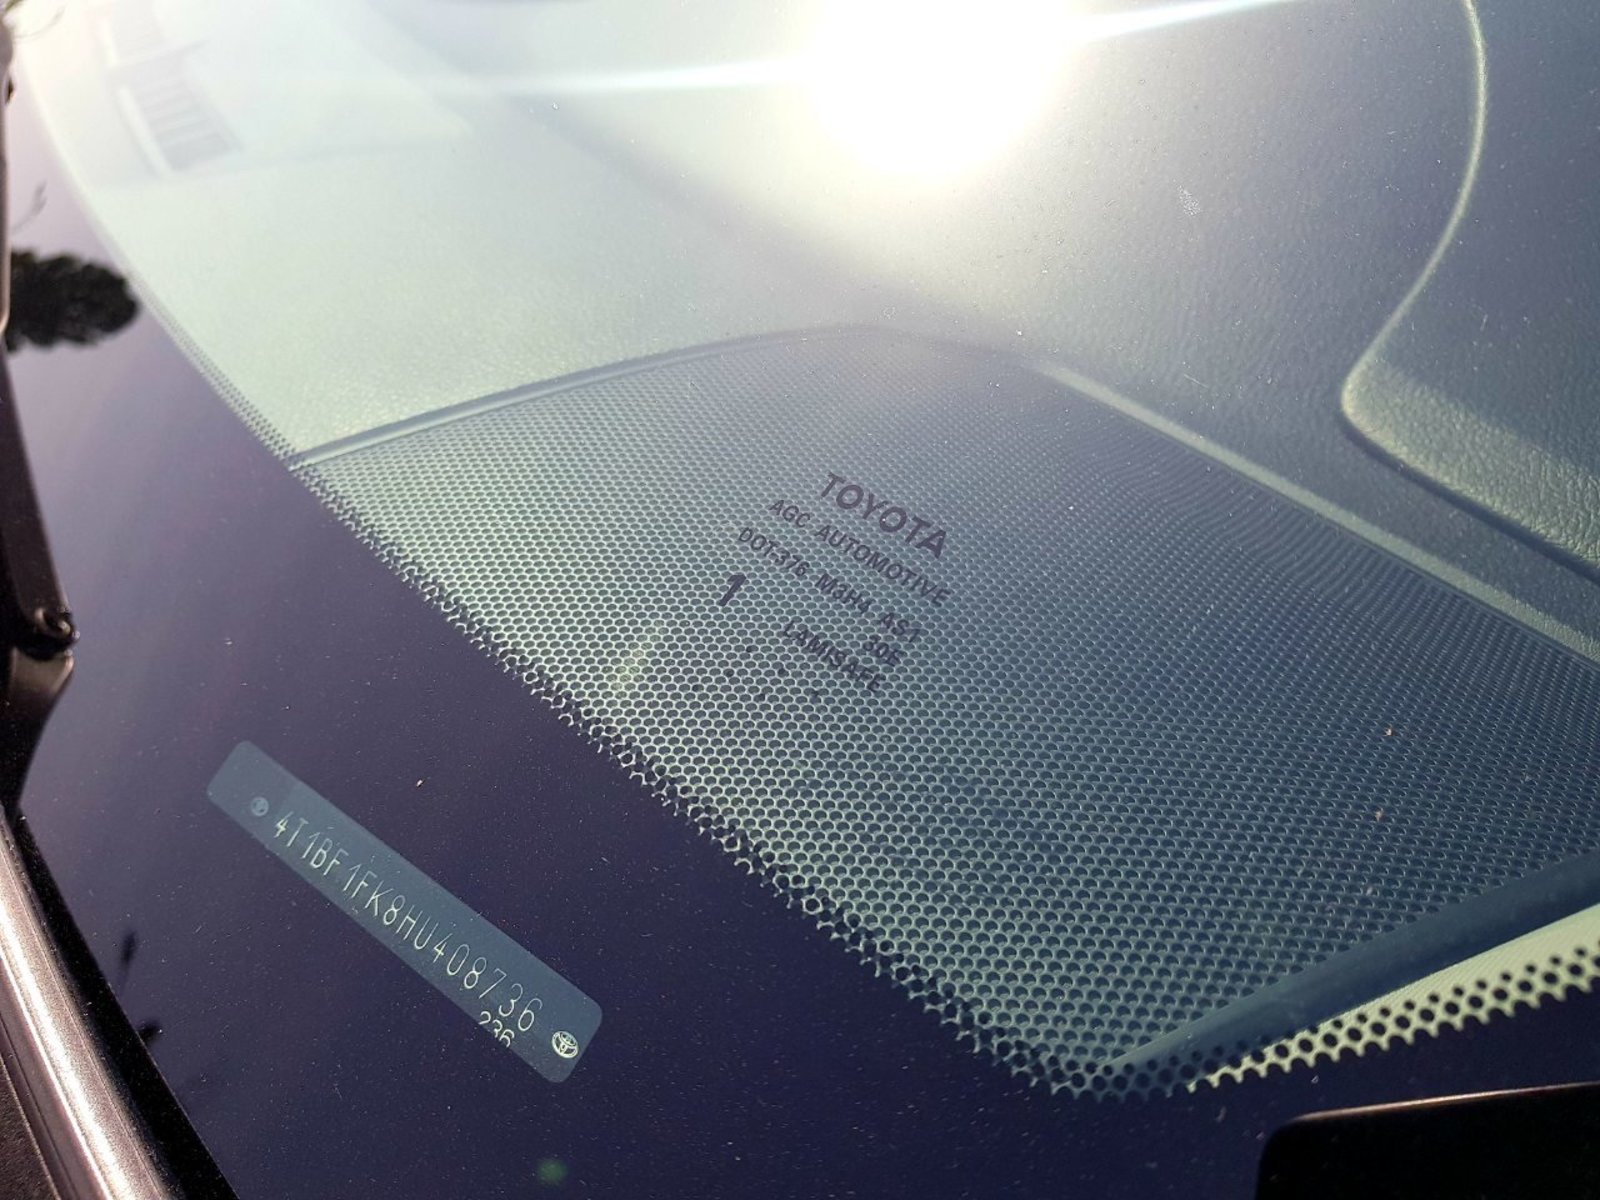 TOYOTA
AGC AUTOMOTIVE
DOT-376 M3H4 AS1
1 30E
LAMISAFE
4T1BF1FK8HU408736
236